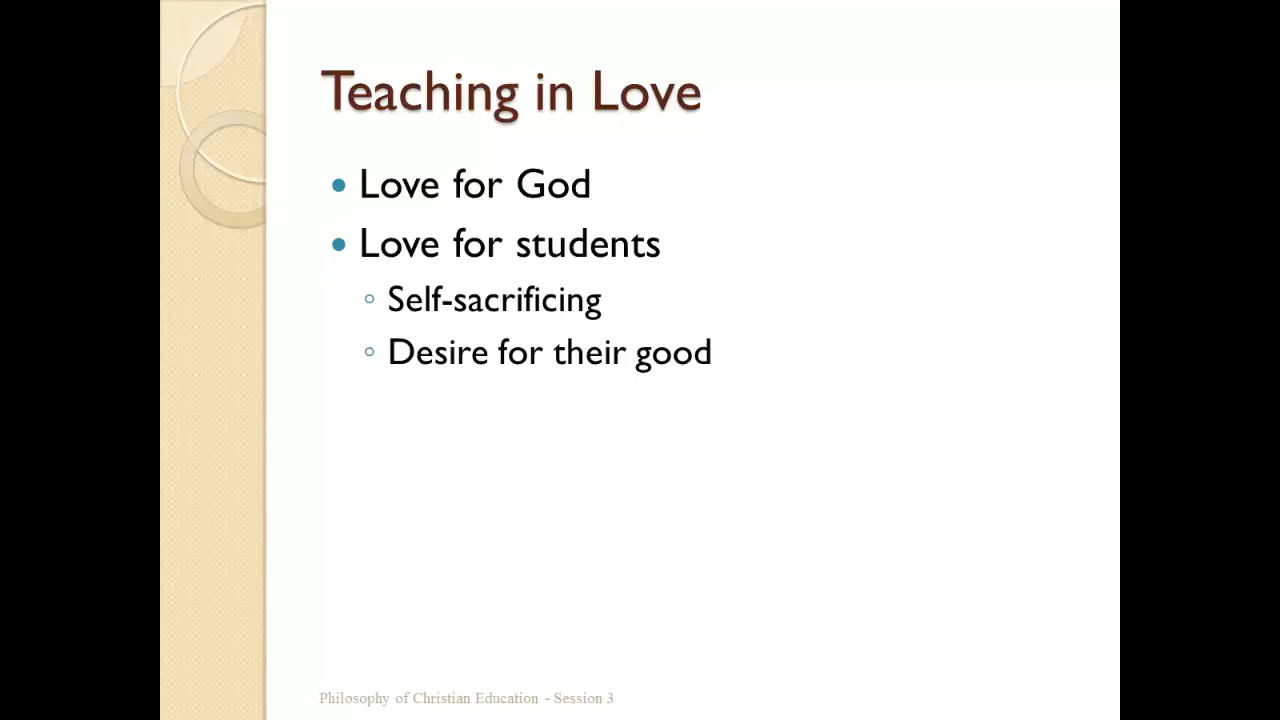 Teaching in Love
• Love for God
• Love for students
◦ Self-sacrificing
◦ Desire for their good
Philosophy of Christian Education - Session 3